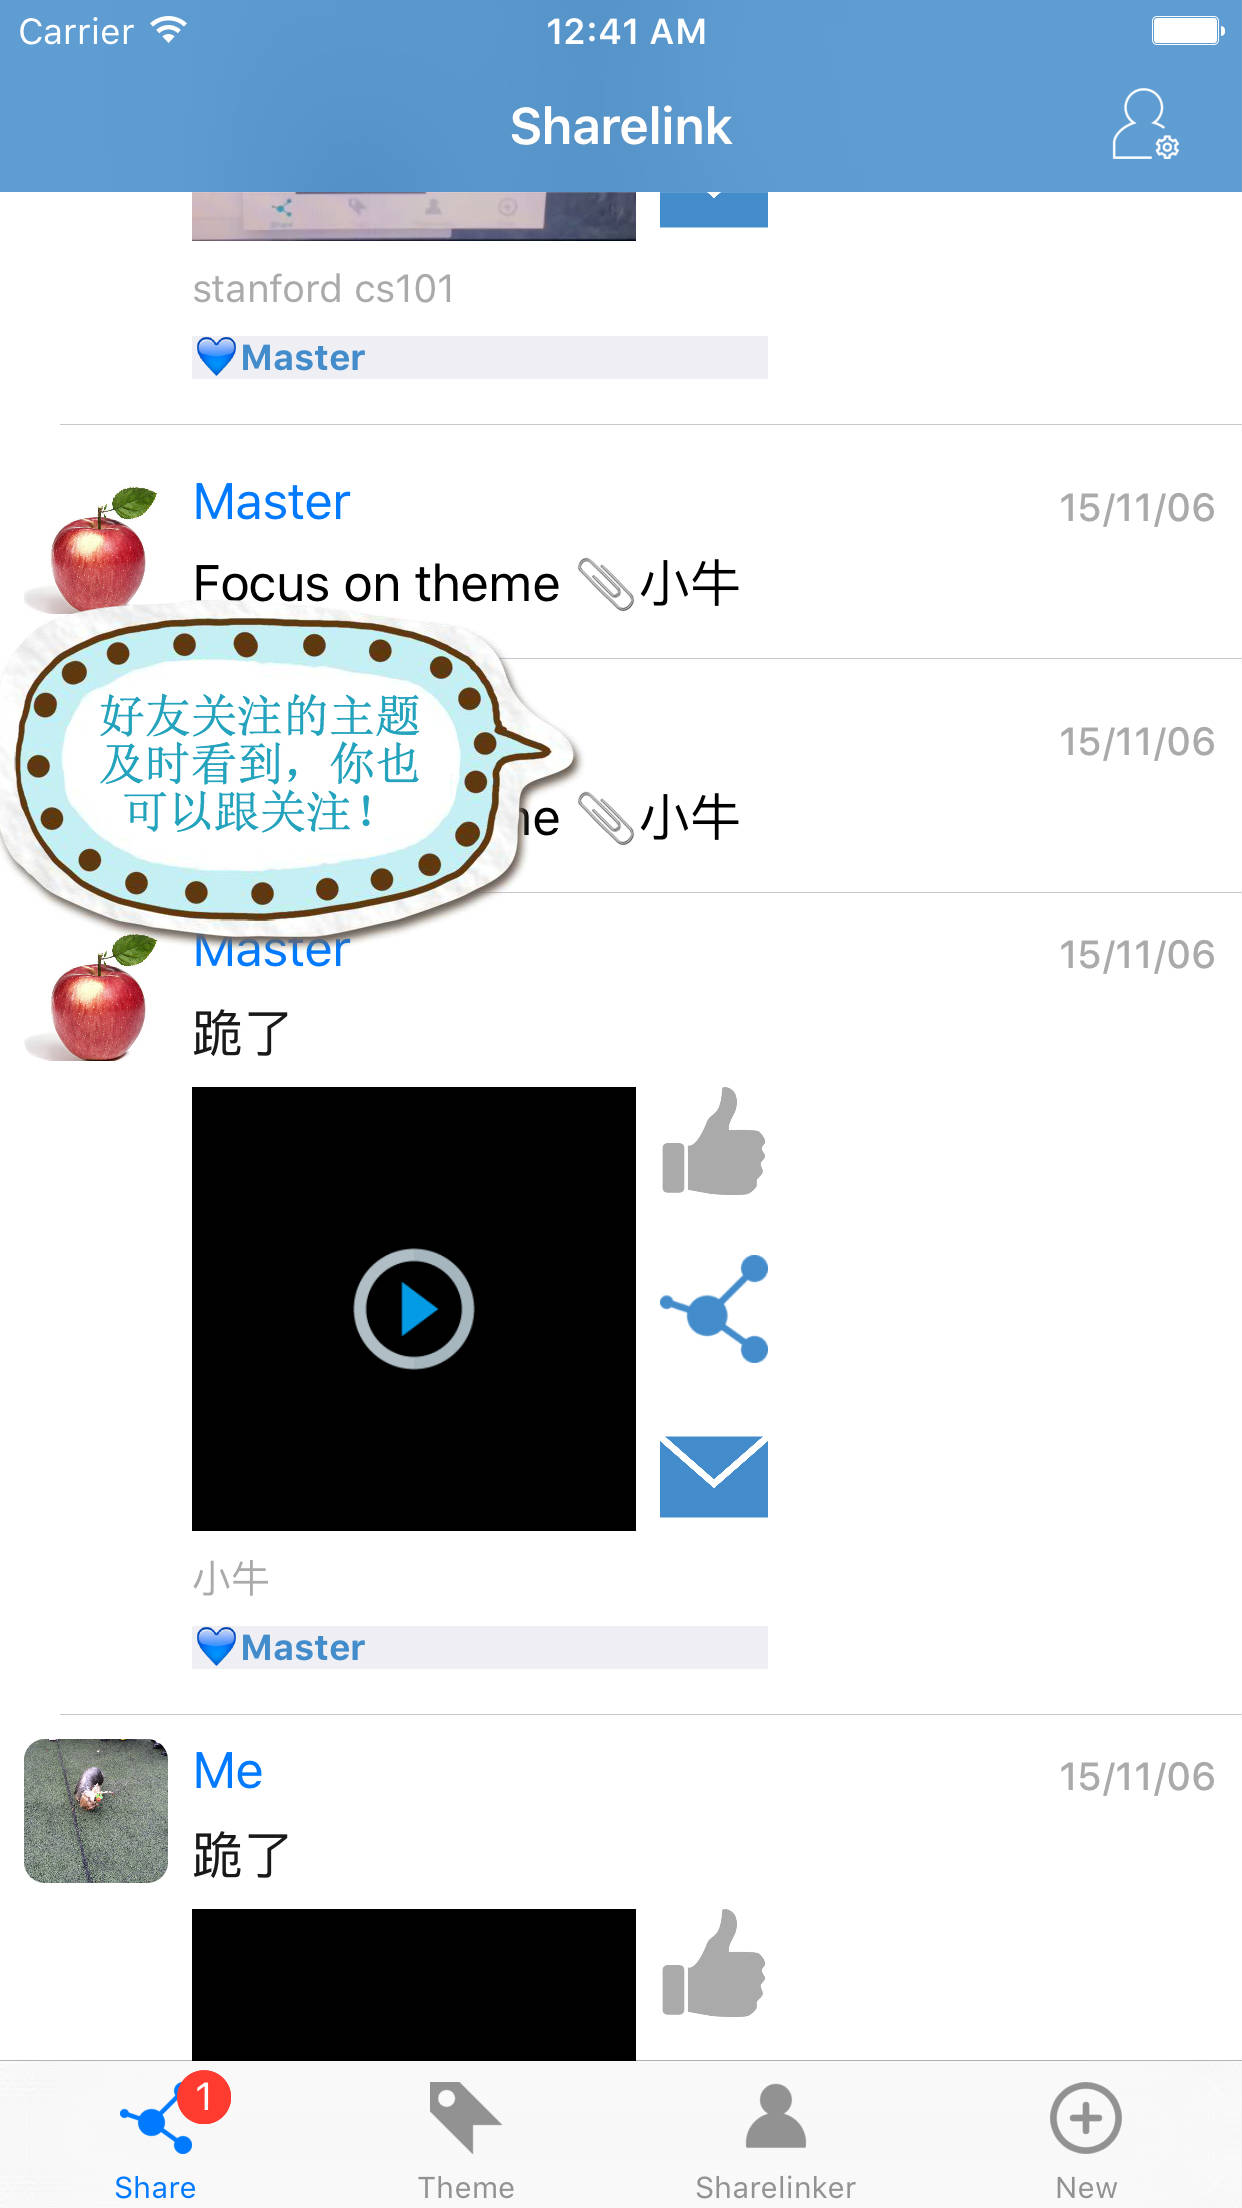 Carrier 12:41 AM
Sharelink
stanford cs101
💙Master
Master 15/11/06
Focus on theme 📎小牛
好友关注的主题
及时看到，你也
可以跟关注！
15/11/06
me 📎小牛
Master 15/11/06
跪了
小牛
💙Master
Me 15/11/06
跪了
1
Share Theme Sharelinker New